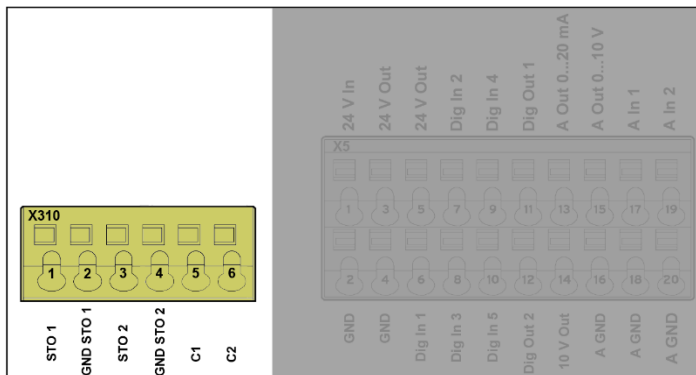 24 V In
24 V Out
24 V Out
Dig In 2
Dig In 4
Dig Out 1
A Out 0...20 mA
A Out 0...10 V
A In 1
A In 2
X5
1 3 5 7 9 11 13 15 17 19
2 4 6 8 10 12 14 16 18 20
GND
GND
Dig In 1
Dig In 3
Dig In 5
Dig Out 2
10 V Out
A GND
A GND
A GND
X310
1 2 3 4 5 6
STO 1
GND STO 1
STO 2
GND STO 2
C1
C2